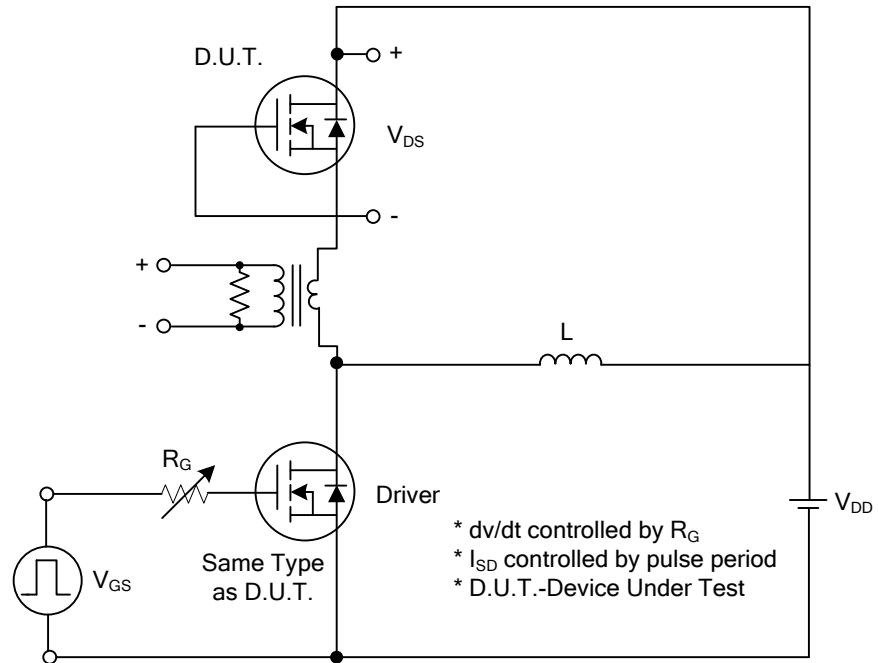 D.U.T.
+
V_DS
-
+
-
L
R_G
Driver
V_DD
V_GS
Same Type
as D.U.T.
* dv/dt controlled by R_G
* I_SD controlled by pulse period
* D.U.T.-Device Under Test